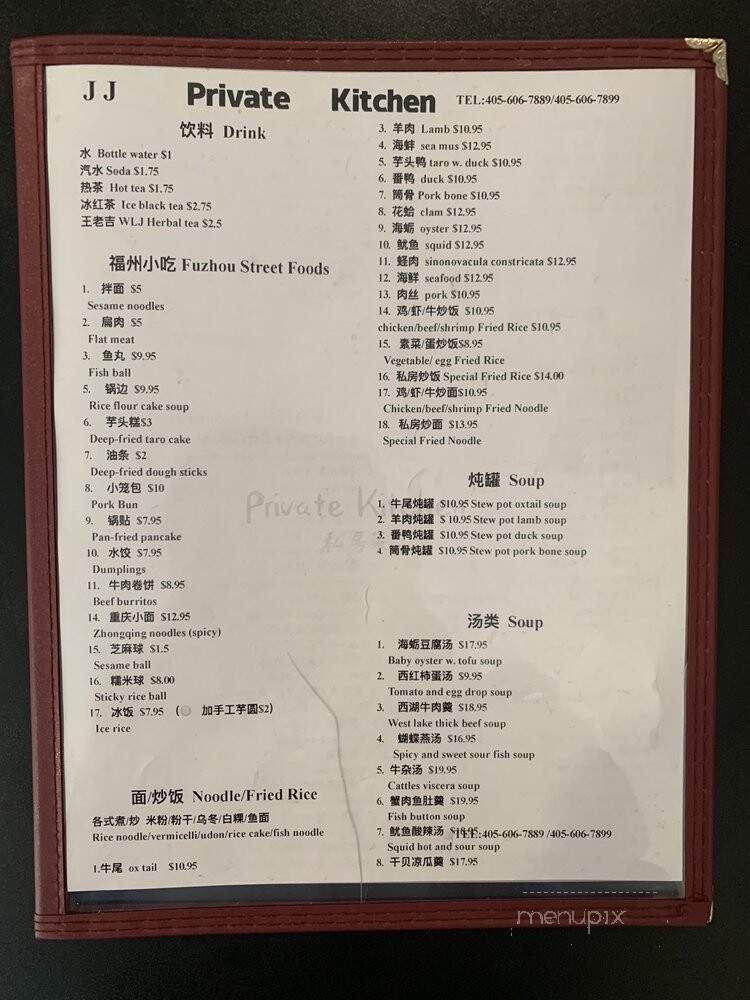 JJ Private Kitchen TEL:405-606-7889/405-606-7899
饮料 Drink
水 Bottle water $1
汽水 Soda $1.75
热茶 Hot tea $1.75
冰红茶 Ice black tea $2.75
王老吉 WLJ Herbal tea $2.5
福州小吃 Fuzhou Street Foods
1. 拌面 $5
Sesame noodles
2. 扁肉 $5
Flat meat
3. 鱼丸 $9.95
Fish ball
5. 锅边 $9.95
Rice flour cake soup
6. 芋头糕$3
Deep-fried taro cake
7. 油条 $2
Deep-fried dough sticks
8. 小笼包 $10
Pork Bun
9. 锅贴 $7.95
Pan-fried pancake
10. 水饺 $7.95
Dumplings
11. 牛肉卷饼 $8.95
Beef burritos
14. 重庆小面 $12.95
Zhongqing noodles (spicy)
15. 芝麻球 $1.5
Sesame ball
16. 糯米球 $8.00
Sticky rice ball
17. 冰饭 $7.95 ( 加手工芋圆$2)
Ice rice
面/炒饭 Noodle/Fried Rice
各式煮/炒 米粉/粉干/乌冬/白粿/鱼面
Rice noodle/vermicelli/udon/rice cake/fish noodle
1.牛尾 ox tail $10.95
3. 羊肉 Lamb $10.95
4. 海蚌 sea mus $12.95
5. 芋头鸭 taro w. duck $10.95
6. 番鸭 duck $10.95
7. 筒骨 Pork bone $10.95
8. 花蛤 clam $12.95
9. 海蛎 oyster $12.95
10. 鱿鱼 squid $12.95
11. 蛏肉 sinonovacula constricata $12.95
12. 海鲜 seafood $12.95
13. 肉丝 pork $10.95
14. 鸡/虾/牛炒饭 $10.95
chicken/beef/shrimp Fried Rice $10.95
15. 素菜/蛋炒饭$8.95
Vegetable/ egg Fried Rice
16. 私房炒饭 Special Fried Rice $14.00
17. 鸡/虾/牛炒面$10.95
Chicken/beef/shrimp Fried Noodle
18. 私房炒面 $13.95
Special Fried Noodle
炖罐 Soup
1. 牛尾炖罐 $10.95 Stew pot oxtail soup
2. 羊肉炖罐 $ 10.95 Stew pot lamb soup
3. 番鸭炖罐 $10.95 Stew pot duck soup
4. 筒骨炖罐 $10.95 Stew pot pork bone soup
Private Ki
私房
汤类 Soup
1. 海蛎豆腐汤 $17.95
Baby oyster w. tofu soup
2. 西红柿蛋汤 $9.95
Tomato and egg drop soup
3. 西湖牛肉羹 $18.95
West lake thick beef soup
4. 蝴蝶燕汤 $16.95
Spicy and sweet sour fish soup
5. 牛杂汤 $19.95
Cattles viscera soup
6. 蟹肉鱼肚羹 $19.95
Fish button soup
7. 鱿鱼酸辣汤 TEL:405-606-7889 /405-606-7899
Squid hot and sour soup
8. 干贝凉瓜羹 $17.95
menupix